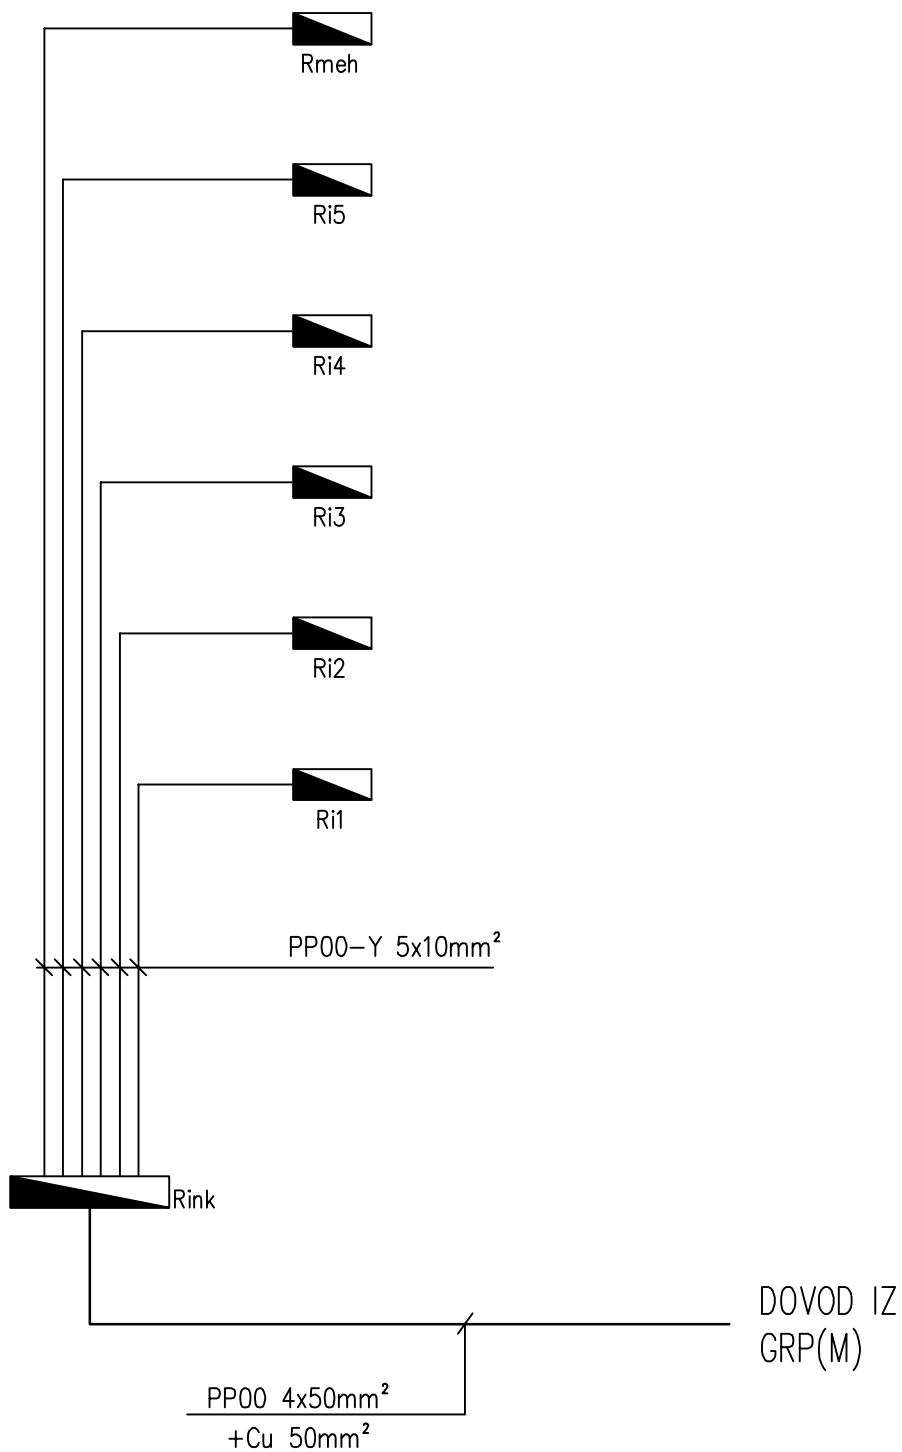 Rmeh
Ri5
Ri4
Ri3
Ri2
Ri1
PP00-Y 5x10mm²
Rink
DOVOD IZ
GRP(M)
PP00 4x50mm²
+Cu 50mm²